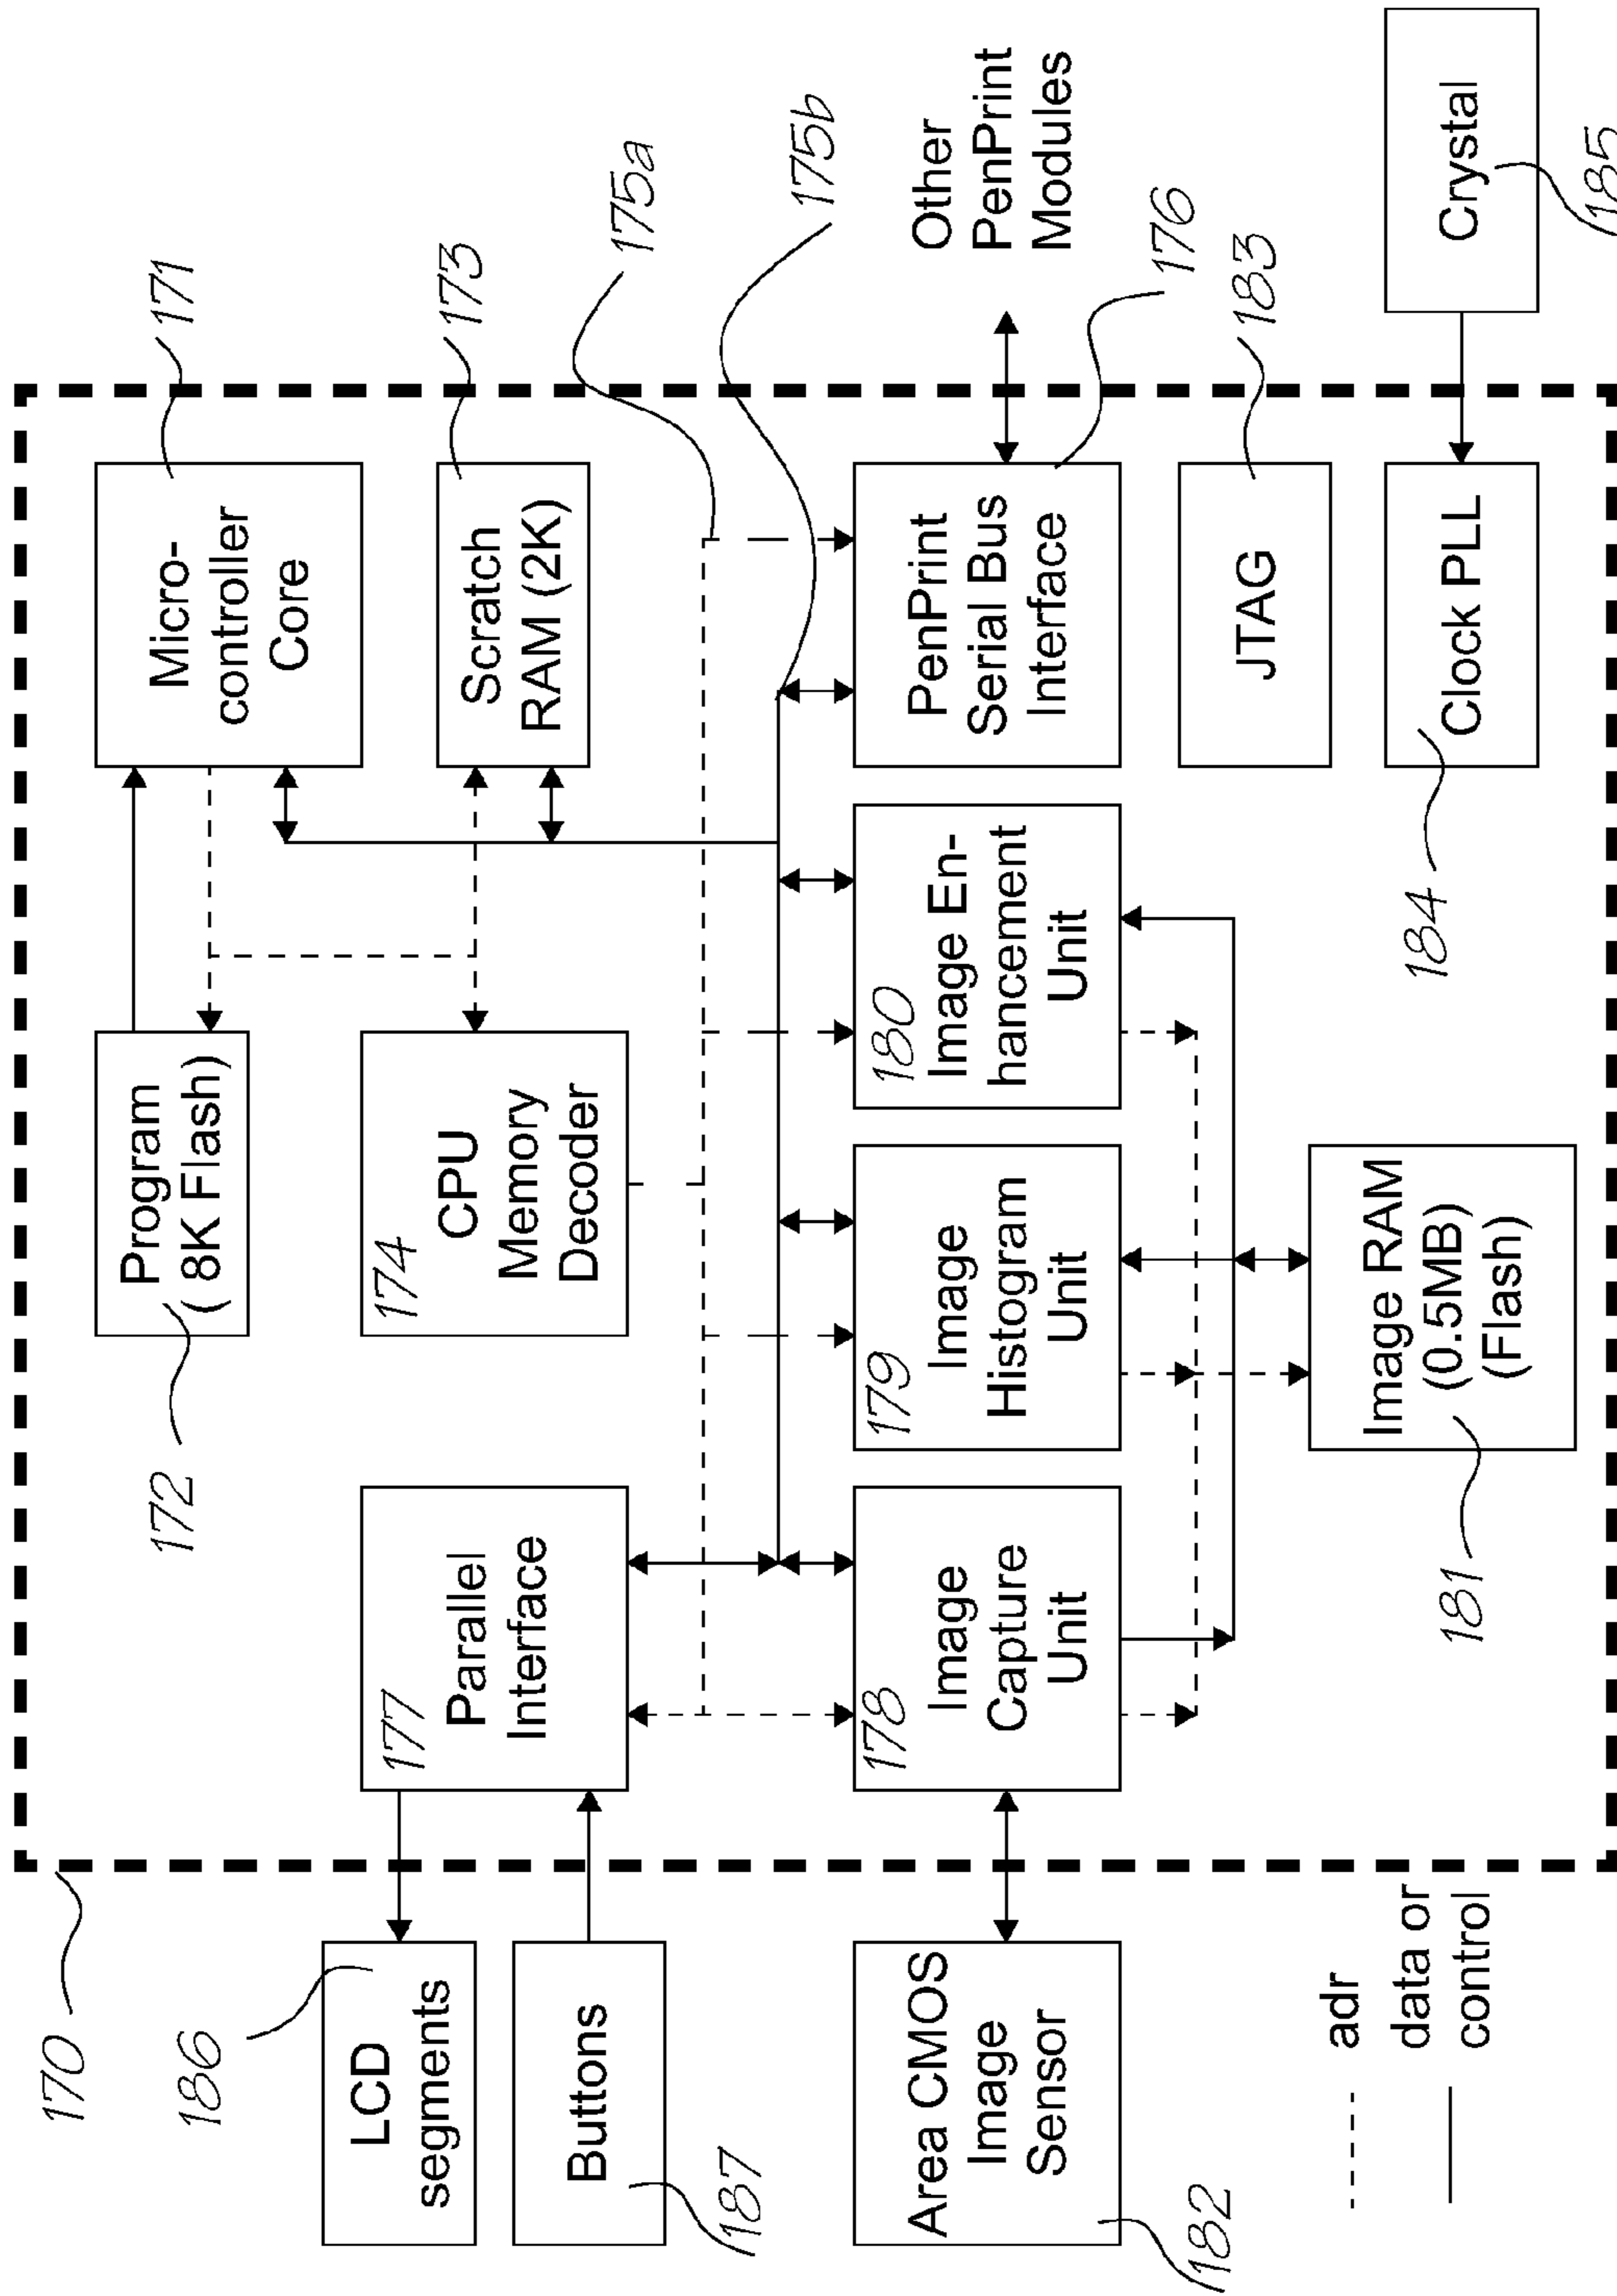 170
LCD
segments
186
Buttons
187
Area CMOS
Image
Sensor
182
adr
data or
control
177
Parallel
Interface
178
Image
Capture
Unit
172
Program
( 8K Flash)
174
CPU
Memory
Decoder
179
Image
Histogram
Unit
181
Image RAM
(0.5MB)
(Flash)
180
Image En-
hancement
Unit
Micro-
controller
Core
171
Scratch
RAM (2K)
173
175a
175b
PenPrint
Serial Bus
Interface
176
Other
PenPrint
Modules
JTAG
183
Clock PLL
184
Crystal
185